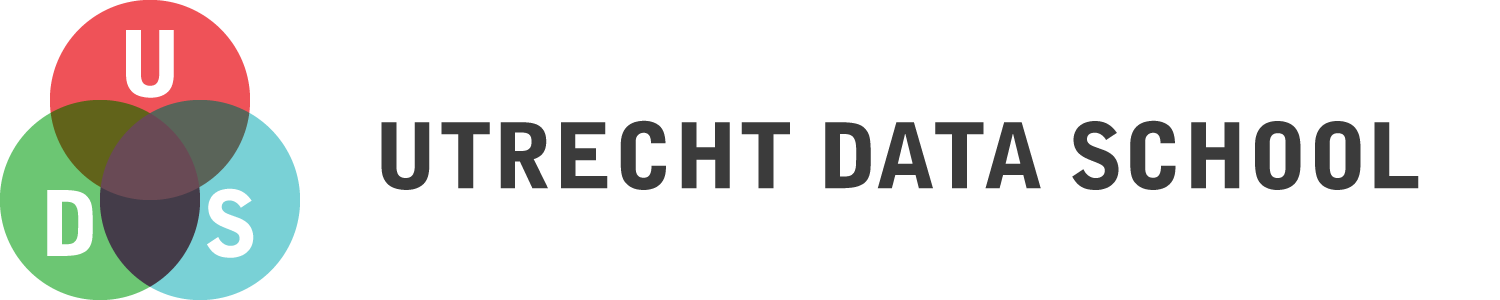 U
D S
UTRECHT DATA SCHOOL